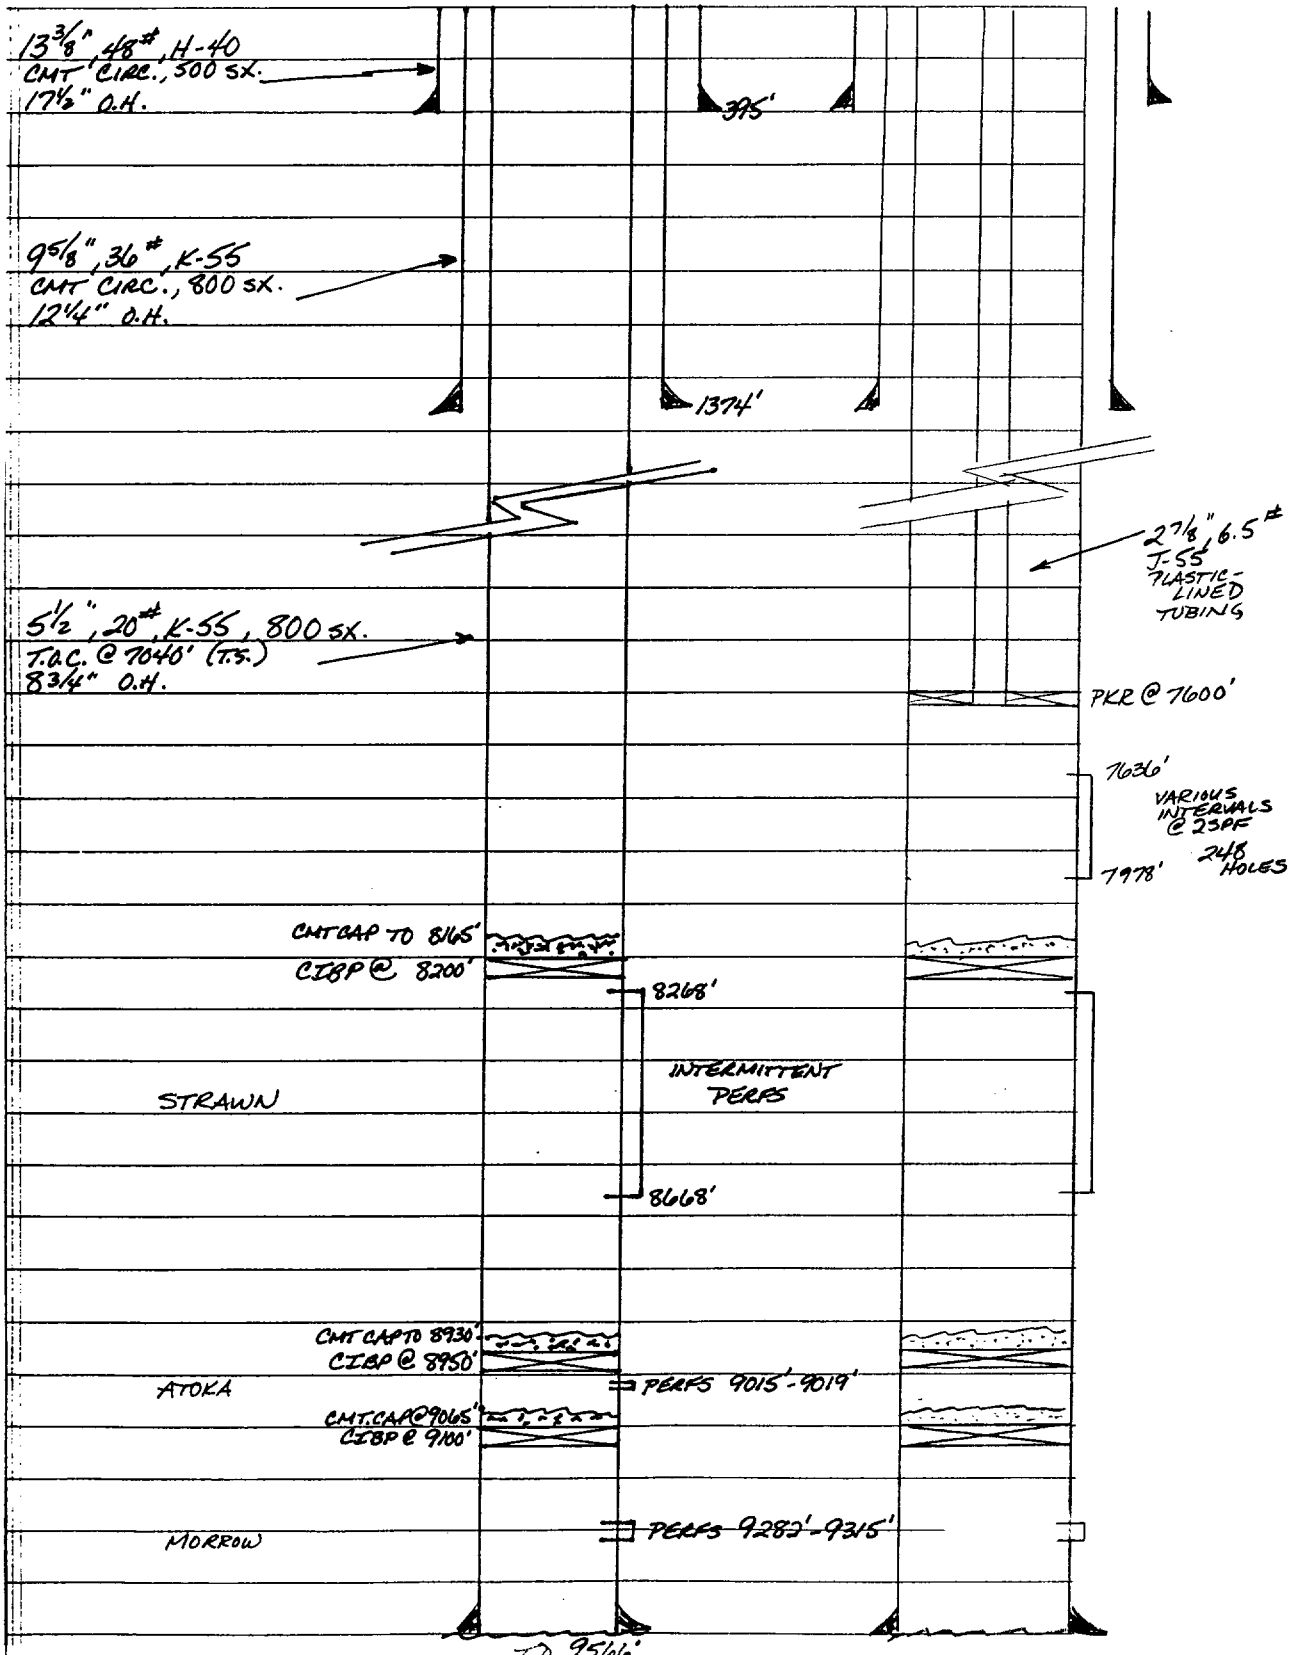 13 3/8", 48#, H-40
CMT CIRC., 500 SX.
17 1/2" O.H.
395'
9 5/8", 36#, K-55
CMT CIRC., 800 SX.
12 1/4" O.H.
1374'
2 7/8", 6.5#
J-55
PLASTIC-
LINED
TUBING
5 1/2", 20#, K-55, 800 SX.
T.O.C. @ 7040' (T.S.)
8 3/4" O.H.
PKR @ 7600'
7636'
VARIOUS
INTERVALS
@ 2SPF
248
HOLES
7978'
CMT CAP TO 8165'
CIBP @ 8200'
8268'
INTERMITTENT
PERFS
STRAWN
8668'
CMT CAP TO 8930'
CIBP @ 8950'
ATOKA
PERFS 9015'-9019'
CMT. CAP @ 9065'
CIBP @ 9100'
PERFS 9282'-9315'
MORROW
TD 9566'